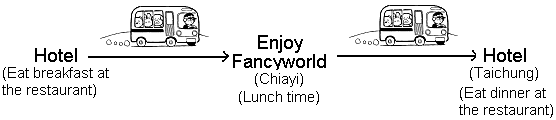 Hotel
(Eat breakfast at
the restaurant)
Enjoy
Fancyworld
(Chiayi)
(Lunch time)
Hotel
(Taichung)
(Eat dinner at
the restaurant)